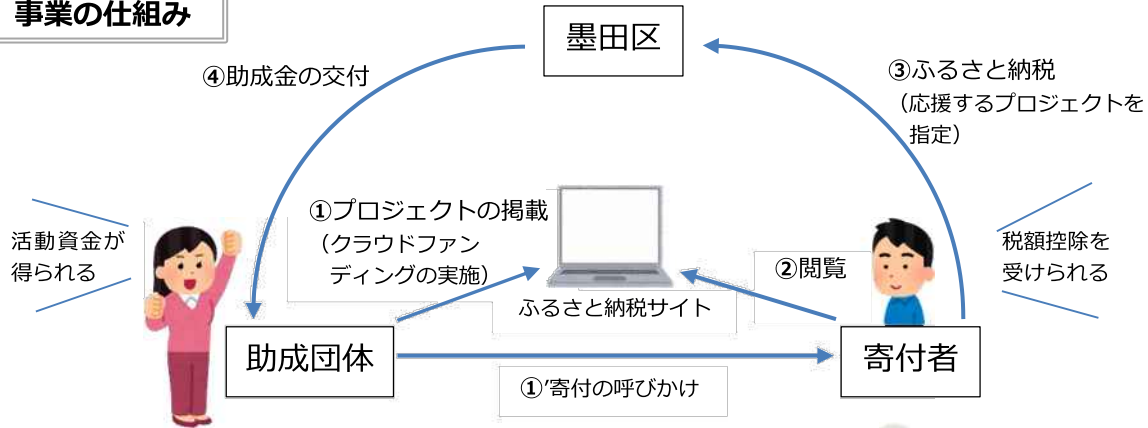 事業の仕組み
墨田区
④助成金の交付
③ふるさと納税
（応援するプロジェクトを
指定）
①プロジェクトの掲載
（クラウドファン
ディングの実施）
活動資金が
得られる
②閲覧
税額控除を
受けられる
ふるさと納税サイト
助成団体
寄付者
①’寄付の呼びかけ